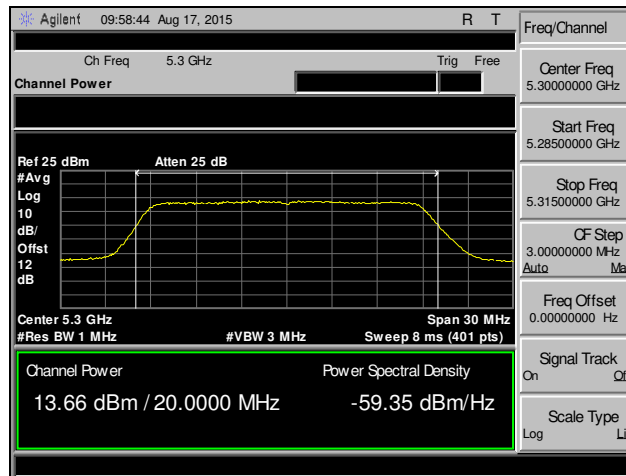 Agilent 09:58:44 Aug 17, 2015 R T
Ch Freq 5.3 GHz Trig Free
Channel Power
Ref 25 dBm Atten 25 dB
#Avg
Log
10
dB/
Offst
12
dB
Center 5.3 GHz Span 30 MHz
#Res BW 1 MHz #VBW 3 MHz Sweep 8 ms (401 pts)
Channel Power Power Spectral Density
13.66 dBm / 20.0000 MHz -59.35 dBm/Hz
Freq/Channel
Center Freq
5.30000000 GHz
Start Freq
5.28500000 GHz
Stop Freq
5.31500000 GHz
CF Step
3.00000000 MHz
Auto Ma
Freq Offset
0.00000000 Hz
Signal Track
On Of
Scale Type
Log Li